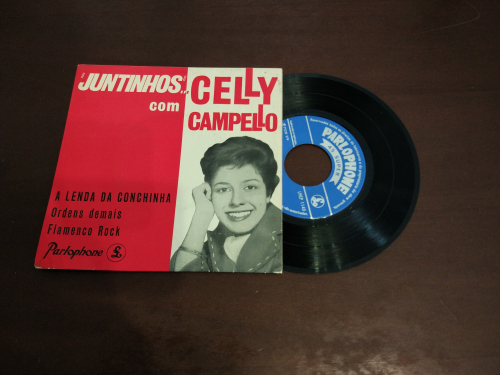 "JUNTINHOS"...
com
CELLY
CAMPELLO
A LENDA DA CONCHINHA
Ordens demais
Flamenco Rock
Parlophone £
PARLOPHONE